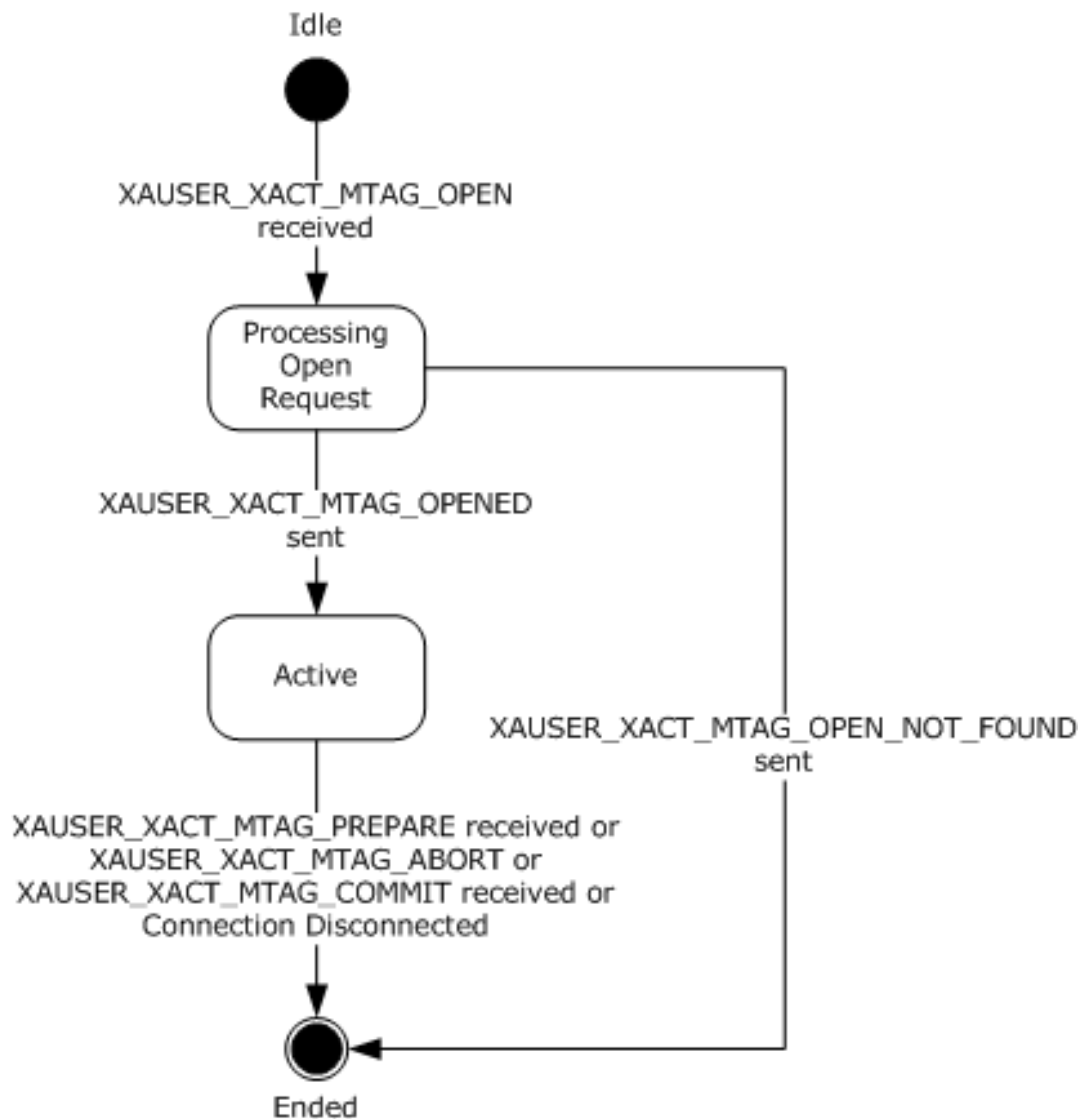 Idle
XAUSER_XACT_MTAG_OPEN
received
Processing
Open
Request
XAUSER_XACT_MTAG_OPENED
sent
Active
XAUSER_XACT_MTAG_OPEN_NOT_FOUND
sent
XAUSER_XACT_MTAG_PREPARE received or
XAUSER_XACT_MTAG_ABORT or
XAUSER_XACT_MTAG_COMMIT received or
Connection Disconnected
Ended